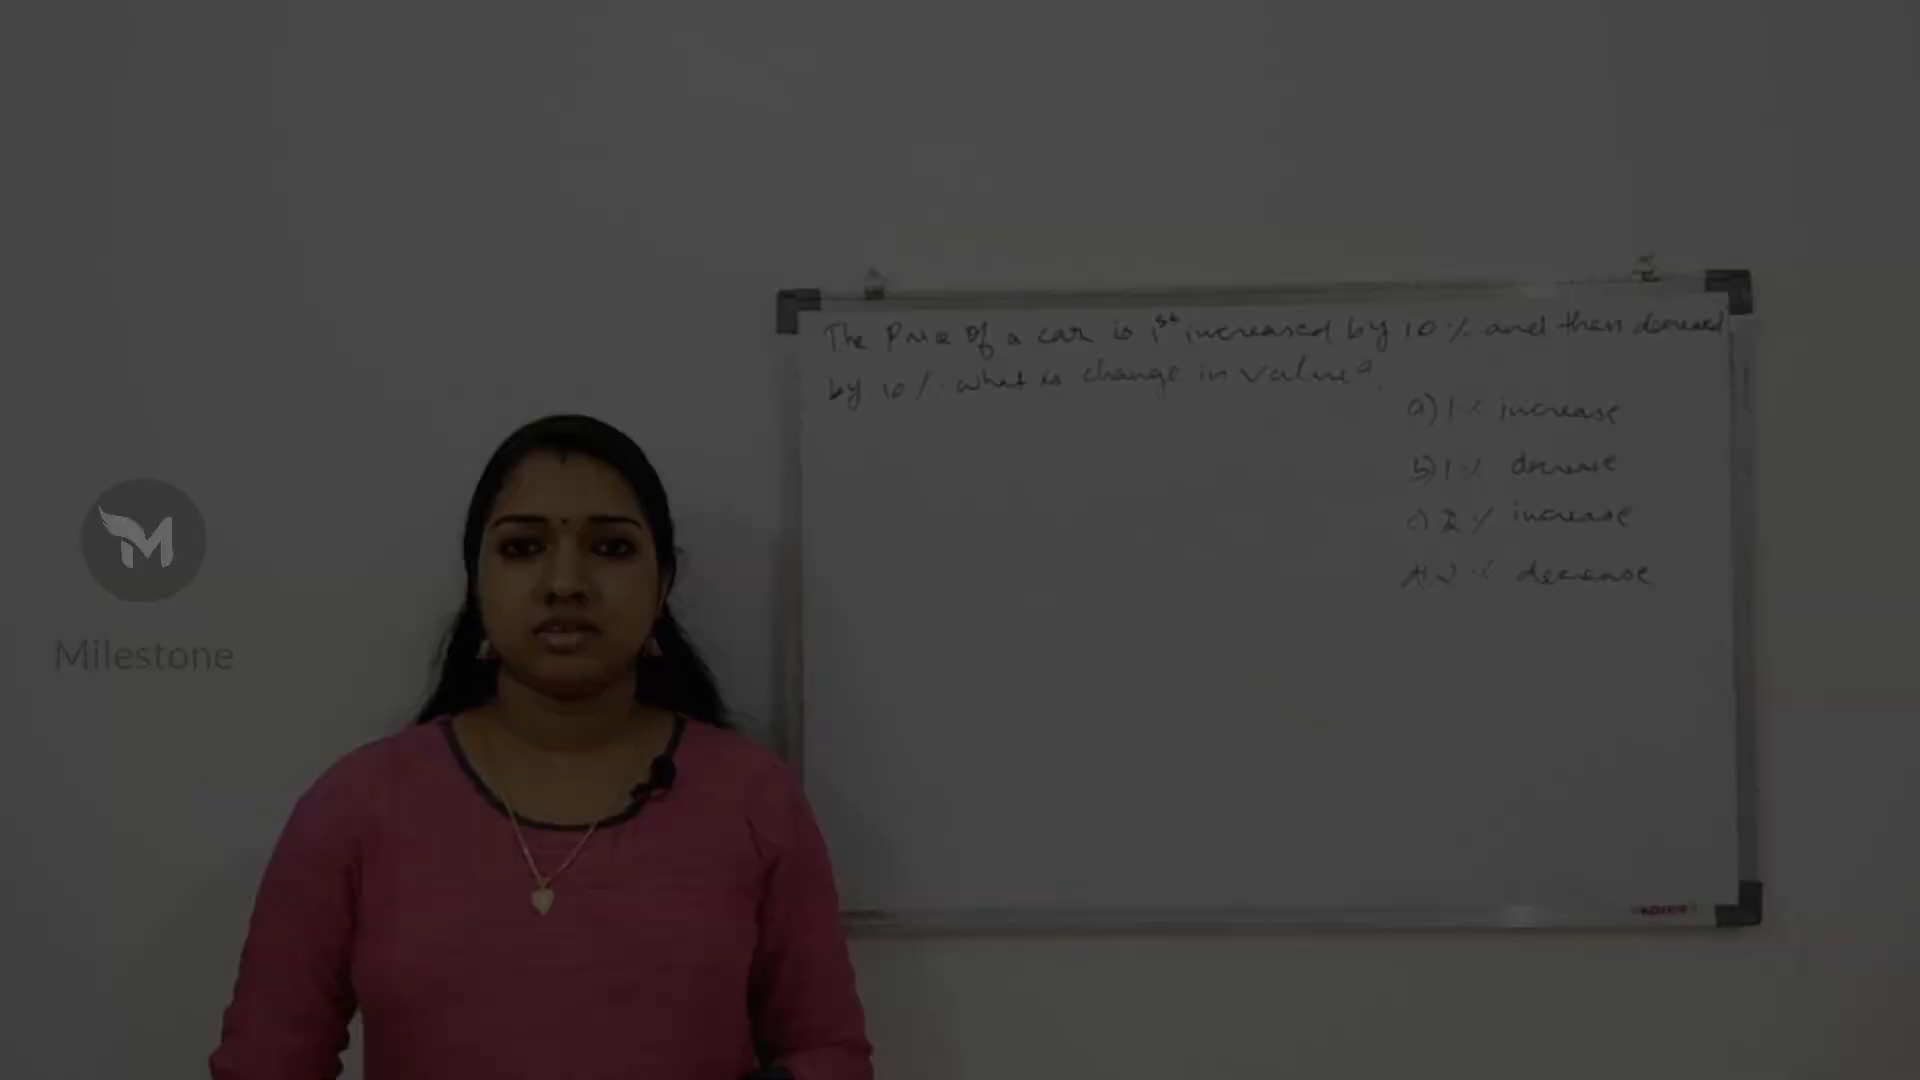 The Price of a car is 1st increased by 10% and then decreased
by 10%. what is change in value?
a) 1% increase
b) 1% decrease
c) 2% increase
d) 2% decrease
M
Milestone